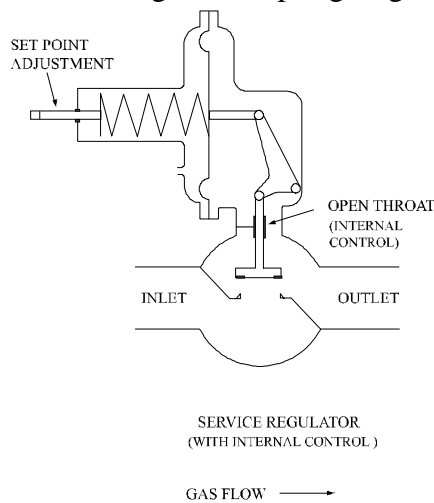 SET POINT
ADJUSTMENT
OPEN THROAT
(INTERNAL
CONTROL)
INLET
OUTLET
SERVICE REGULATOR
(WITH INTERNAL CONTROL )
GAS FLOW